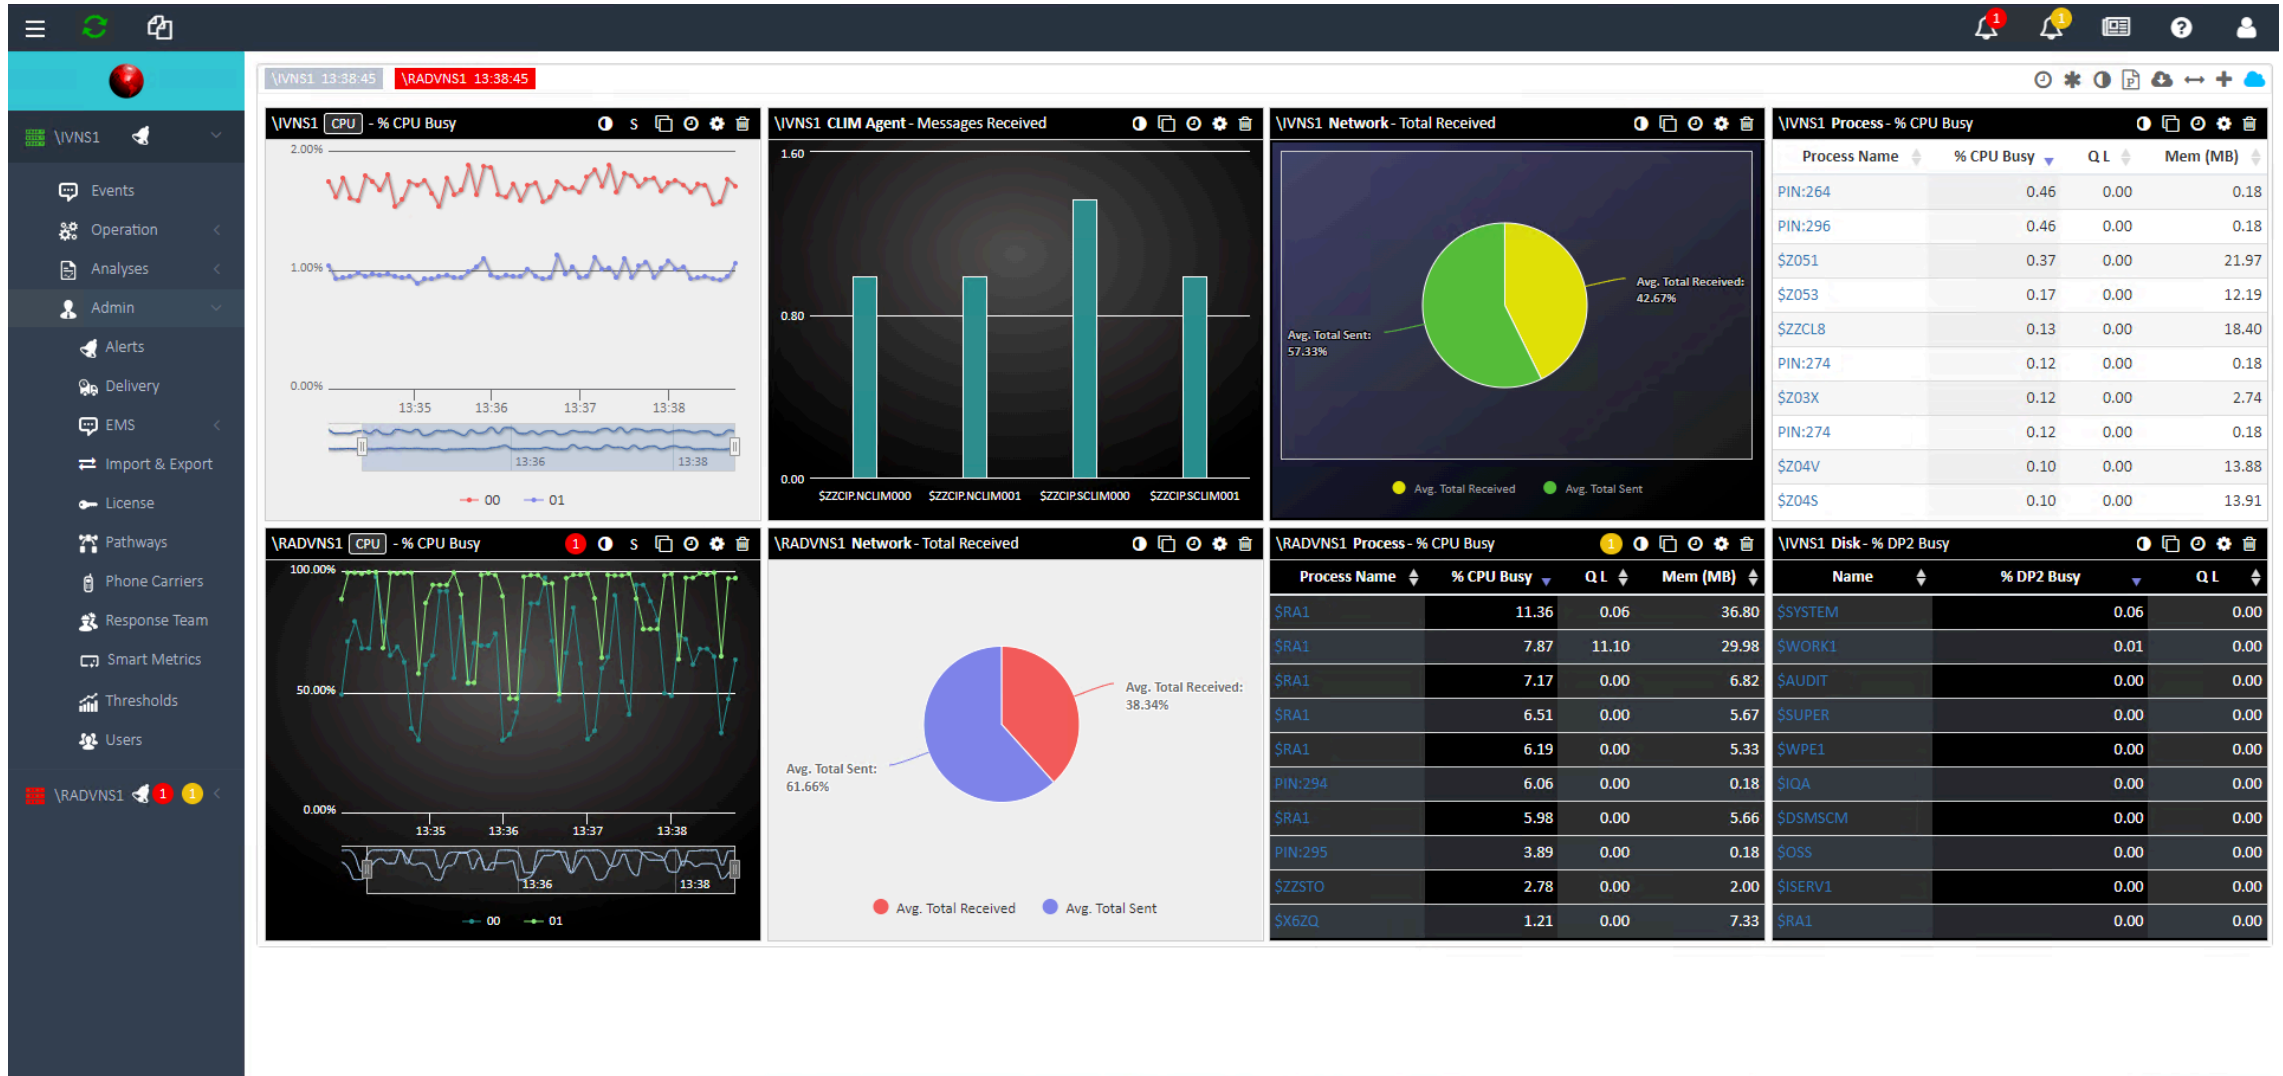 1
1
\IVNS1 13:38:45
\RADVNS1 13:38:45
\IVNS1
Events
Operation
Analyses
Admin
Alerts
Delivery
EMS
Import & Export
License
Pathways
Phone Carriers
Response Team
Smart Metrics
Thresholds
Users
\RADVNS1 1 1
\IVNS1 CPU - % CPU Busy S
2.00%
1.00%
0.00%
13:35 13:36 13:37 13:38
13:36 13:38
00 01
\IVNS1 CLIM Agent - Messages Received
1.60
0.80
0.00
$ZZCIP.NCLIM000 $ZZCIP.NCLIM001 $ZZCIP.SCLIM000 $ZZCIP.SCLIM001
\IVNS1 Network - Total Received
Avg. Total Received:
42.67%
Avg. Total Sent:
57.33%
Avg. Total Received Avg. Total Sent
\IVNS1 Process - % CPU Busy
Process Name % CPU Busy Q L Mem (MB)
PIN:264 0.46 0.00 0.18
PIN:296 0.46 0.00 0.18
$Z051 0.37 0.00 21.97
$Z053 0.17 0.00 12.19
$ZZCL8 0.13 0.00 18.40
PIN:274 0.12 0.00 0.18
$Z03X 0.12 0.00 2.74
PIN:274 0.12 0.00 0.18
$Z04V 0.10 0.00 13.88
$Z04S 0.10 0.00 13.91
\RADVNS1 CPU - % CPU Busy 1 S
100.00%
50.00%
0.00%
13:35 13:36 13:37 13:38
13:36 13:38
00 01
\RADVNS1 Network - Total Received
Avg. Total Received:
38.34%
Avg. Total Sent:
61.66%
Avg. Total Received Avg. Total Sent
\RADVNS1 Process - % CPU Busy 1
Process Name % CPU Busy Q L Mem (MB)
$RA1 11.36 0.06 36.80
$RA1 7.87 11.10 29.98
$RA1 7.17 0.00 6.82
$RA1 6.51 0.00 5.67
$RA1 6.19 0.00 5.33
PIN:294 6.06 0.00 0.18
$RA1 5.98 0.00 5.66
PIN:295 3.89 0.00 0.18
$ZZSTO 2.78 0.00 2.00
$X6ZQ 1.21 0.00 7.33
\IVNS1 Disk - % DP2 Busy
Name % DP2 Busy Q L
$SYSTEM 0.06 0.00
$WORK1 0.01 0.00
$AUDIT 0.00 0.00
$SUPER 0.00 0.00
$WPE1 0.00 0.00
$IQA 0.00 0.00
$DSMSCM 0.00 0.00
$OSS 0.00 0.00
$ISERV1 0.00 0.00
$RA1 0.00 0.00